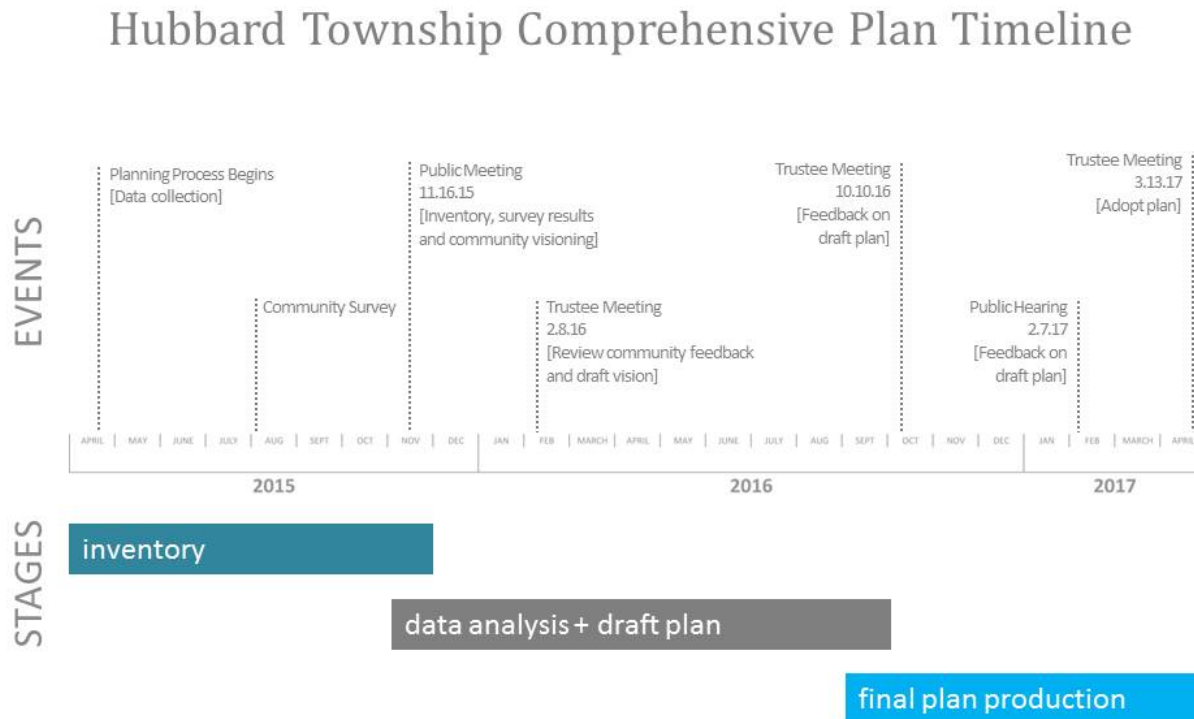 Hubbard Township Comprehensive Plan Timeline
EVENTS
Planning Process Begins
[Data collection]
Community Survey
Public Meeting
11.16.15
[Inventory, survey results
and community visioning]
Trustee Meeting
2.8.16
[Review community feedback
and draft vision]
Trustee Meeting
10.10.16
[Feedback on
draft plan]
Public Hearing
2.7.17
[Feedback on
draft plan]
Trustee Meeting
3.13.17
[Adopt plan]
APRIL | MAY | JUNE | JULY | AUG | SEPT | OCT | NOV | DEC | JAN | FEB | MARCH | APRIL | MAY | JUNE | JULY | AUG | SEPT | OCT | NOV | DEC | JAN | FEB | MARCH | APRIL
2015 2016 2017
STAGES
inventory
data analysis + draft plan
final plan production